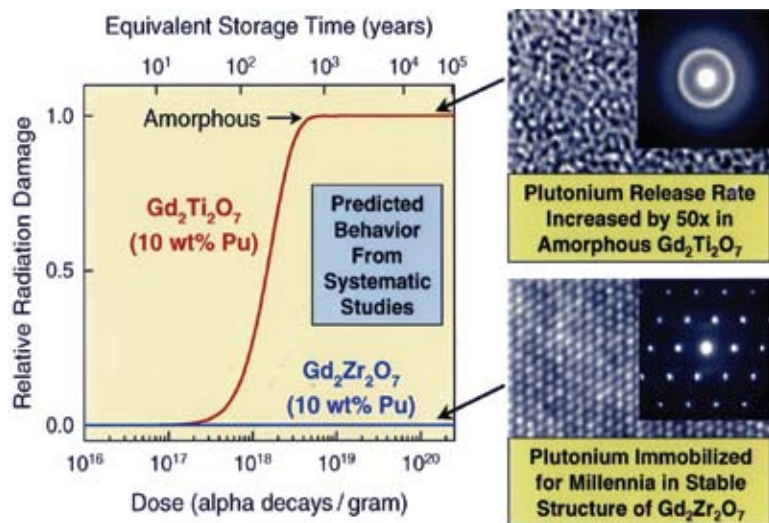 Equivalent Storage Time (years)
10¹ 10² 10³ 10⁴ 10⁵
Relative Radiation Damage
1.0
0.5
0.0
Amorphous
Gd₂Ti₂O₇
(10 wt% Pu)
Predicted
Behavior
From
Systematic
Studies
Gd₂Zr₂O₇
(10 wt% Pu)
10¹⁶ 10¹⁷ 10¹⁸ 10¹⁹ 10²⁰
Dose (alpha decays/gram)
Plutonium Release Rate
Increased by 50x in
Amorphous Gd₂Ti₂O₇
Plutonium Immobilized
for Millennia in Stable
Structure of Gd₂Zr₂O₇